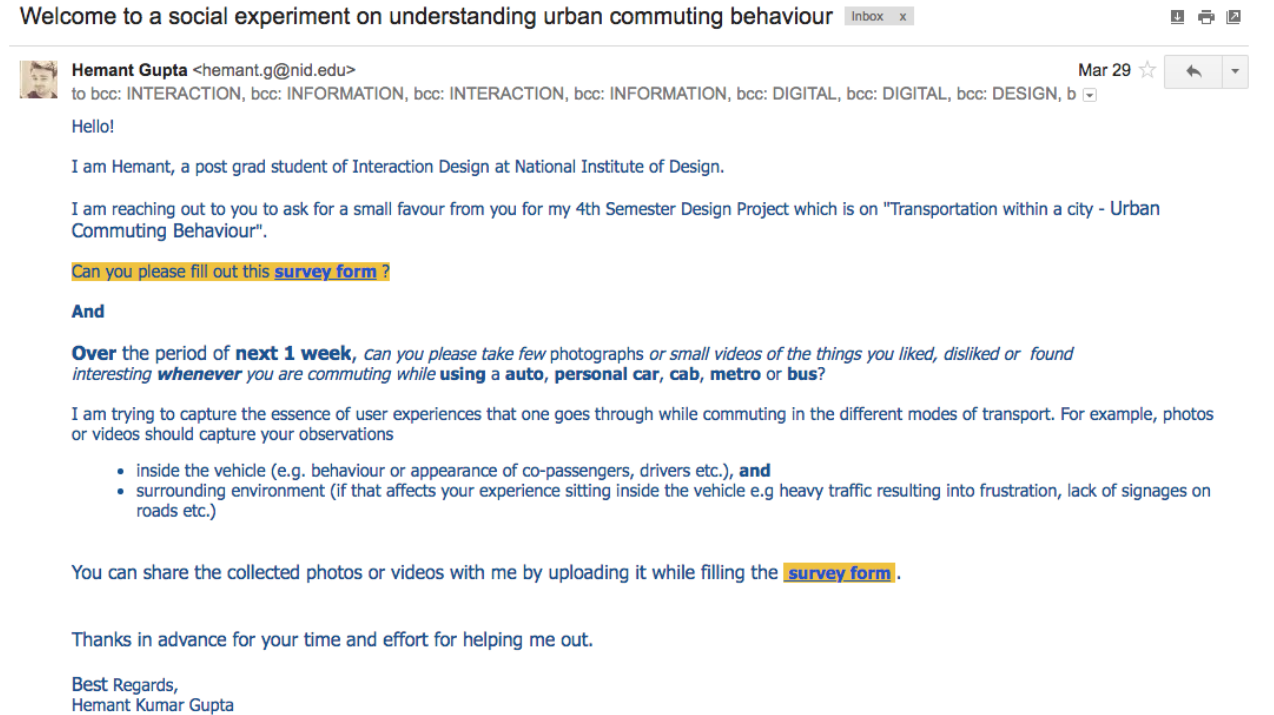 Welcome to a social experiment on understanding urban commuting behaviour Inbox x
Hemant Gupta <hemant.g@nid.edu> Mar 29
to bcc: INTERACTION, bcc: INFORMATION, bcc: INTERACTION, bcc: INFORMATION, bcc: DIGITAL, bcc: DIGITAL, bcc: DESIGN, b
Hello!
I am Hemant, a post grad student of Interaction Design at National Institute of Design.
I am reaching out to you to ask for a small favour from you for my 4th Semester Design Project which is on "Transportation within a city - Urban
Commuting Behaviour".
Can you please fill out this survey form ?
And
Over the period of next 1 week, can you please take few photographs or small videos of the things you liked, disliked or found
interesting whenever you are commuting while using a auto, personal car, cab, metro or bus?
I am trying to capture the essence of user experiences that one goes through while commuting in the different modes of transport. For example, photos
or videos should capture your observations
• inside the vehicle (e.g. behaviour or appearance of co-passengers, drivers etc.), and
• surrounding environment (if that affects your experience sitting inside the vehicle e.g heavy traffic resulting into frustration, lack of signages on
roads etc.)
You can share the collected photos or videos with me by uploading it while filling the survey form .
Thanks in advance for your time and effort for helping me out.
Best Regards,
Hemant Kumar Gupta